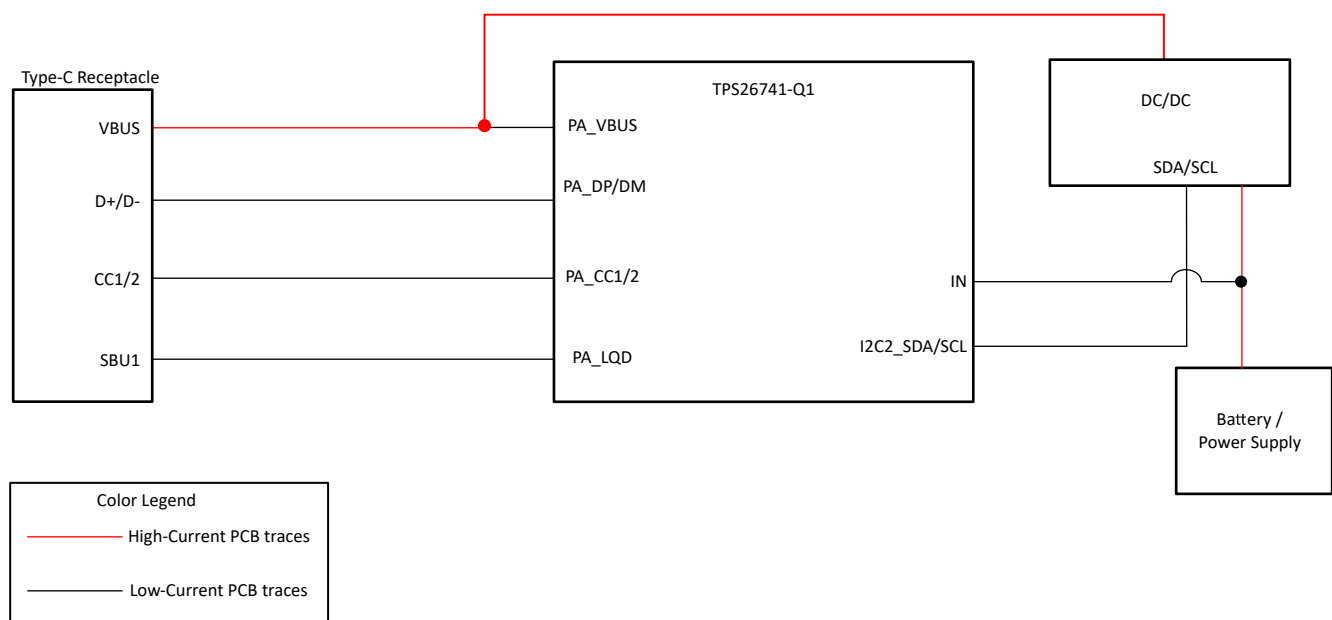 Type-C Receptacle
VBUS
D+/D-
CC1/2
SBU1
TPS26741-Q1
PA_VBUS
PA_DP/DM
PA_CC1/2
PA_LQD
IN
I2C2_SDA/SCL
DC/DC
SDA/SCL
Battery /
Power Supply
Color Legend
High-Current PCB traces
Low-Current PCB traces